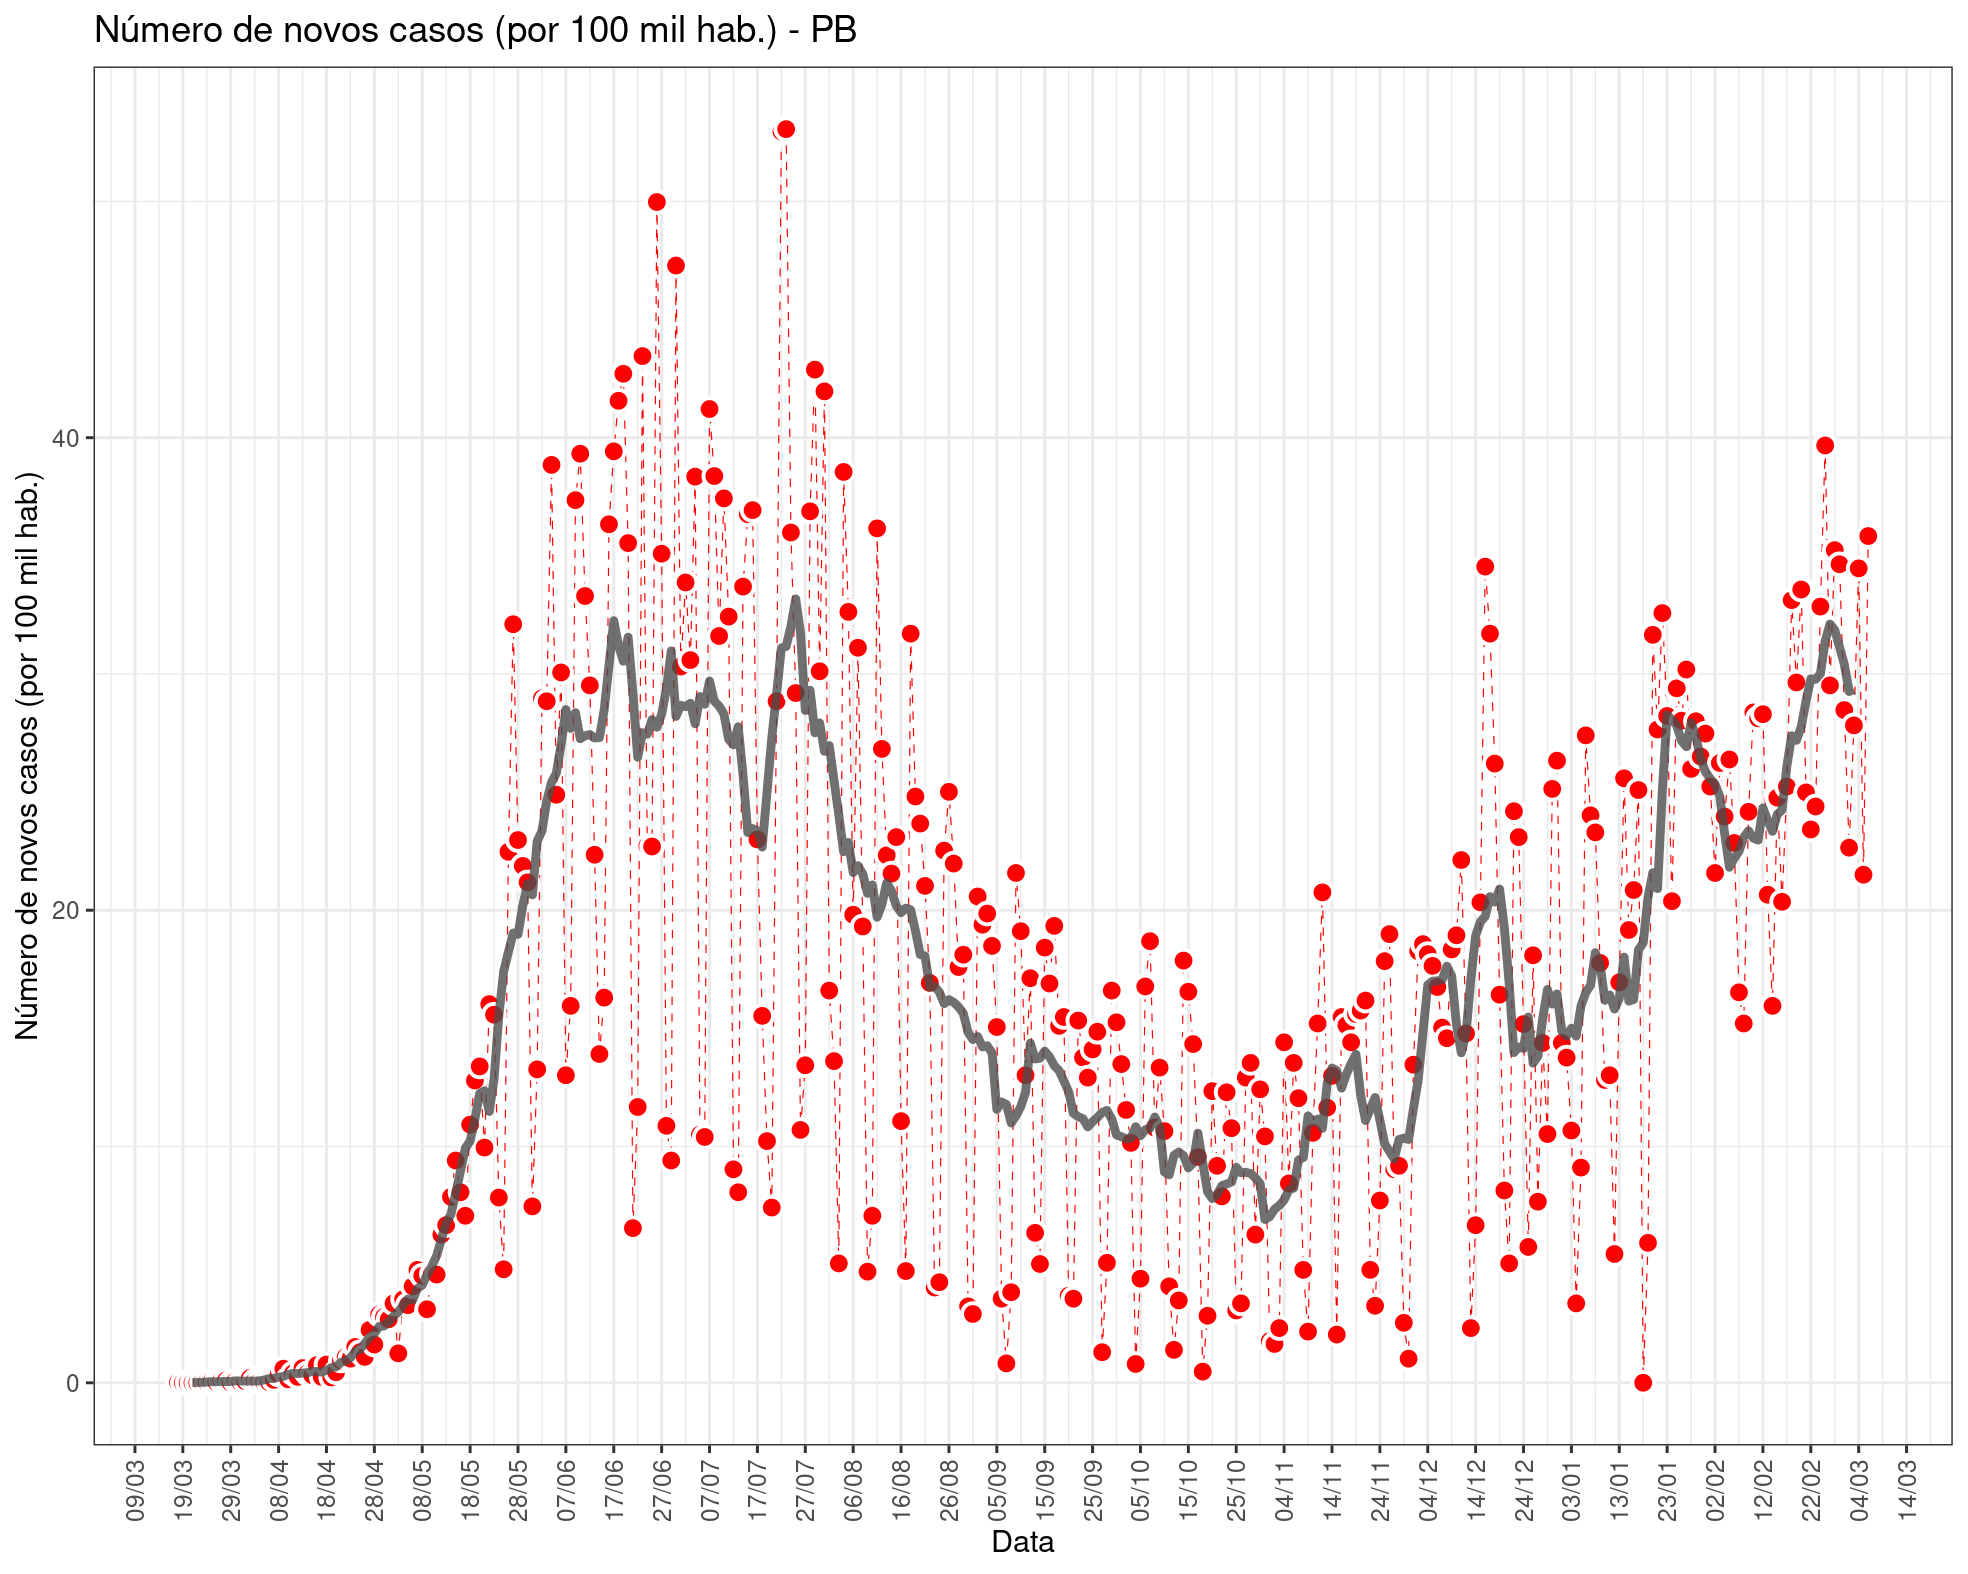 Número de novos casos (por 100 mil hab.) - PB
Número de novos casos (por 100 mil hab.)
40
20
0
09/03 19/03 29/03 08/04 18/04 28/04 08/05 18/05 28/05 07/06 17/06 27/06 07/07 17/07 27/07 06/08 16/08 26/08 05/09 15/09 25/09 05/10 15/10 25/10 04/11 14/11 24/11 04/12 14/12 24/12 03/01 13/01 23/01 02/02 12/02 22/02 04/03 14/03
Data